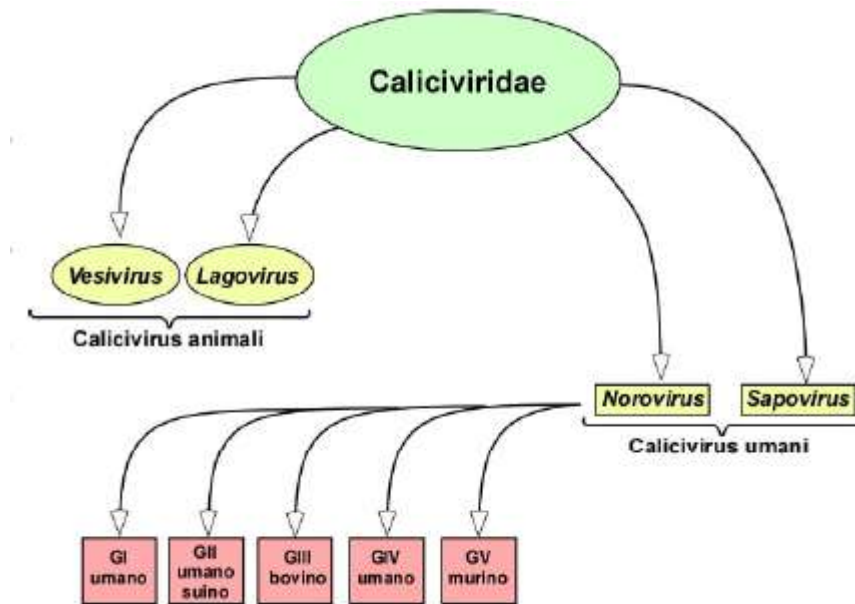 Caliciviridae
Vesivirus
Lagovirus
Calicivirus animali
Norovirus
Sapovirus
Calicivirus umani
GI
umano
GII
umano
suino
GIII
bovino
GIV
umano
GV
murino